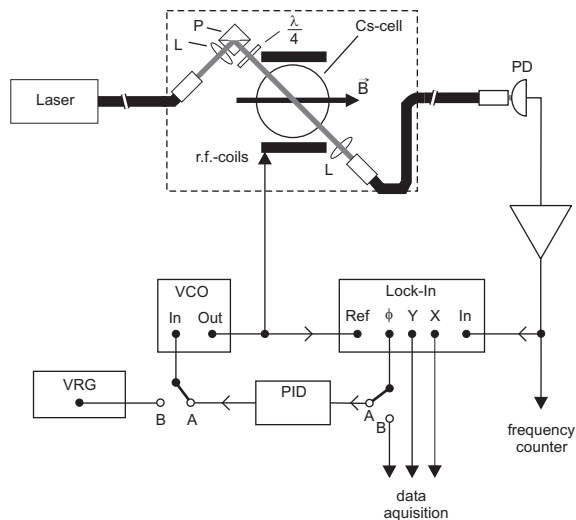 P
L
λ/4
Cs-cell
Laser
B⃗
PD
r.f.-coils
L
VCO
In Out
Lock-In
Ref ϕ Y X In
VRG
B A
PID
A
B
frequency
counter
data
aquisition